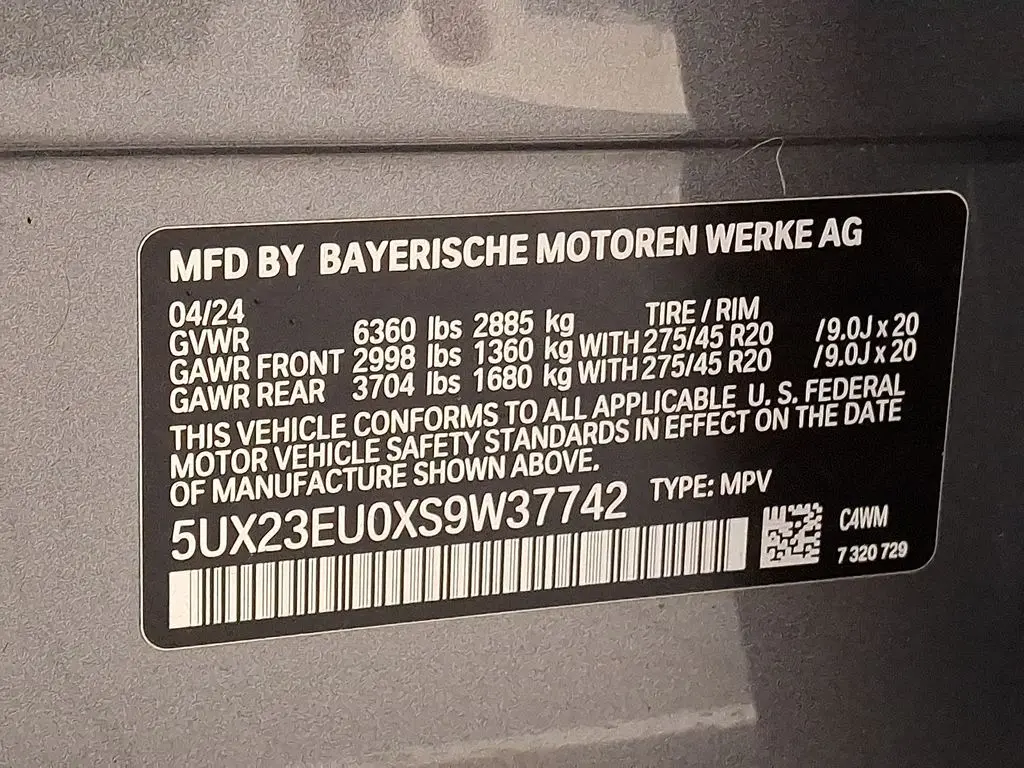 MFD BY BAYERISCHE MOTOREN WERKE AG
04/24 TIRE / RIM
GVWR 6360 lbs 2885 kg
GAWR FRONT 2998 lbs 1360 kg WITH 275/45 R20 /9.0J x 20
GAWR REAR 3704 lbs 1680 kg WITH 275/45 R20 /9.0J x 20
THIS VEHICLE CONFORMS TO ALL APPLICABLE U. S. FEDERAL
MOTOR VEHICLE SAFETY STANDARDS IN EFFECT ON THE DATE
OF MANUFACTURE SHOWN ABOVE.
5UX23EU0XS9W37742 TYPE: MPV
C4WM
7 320 729